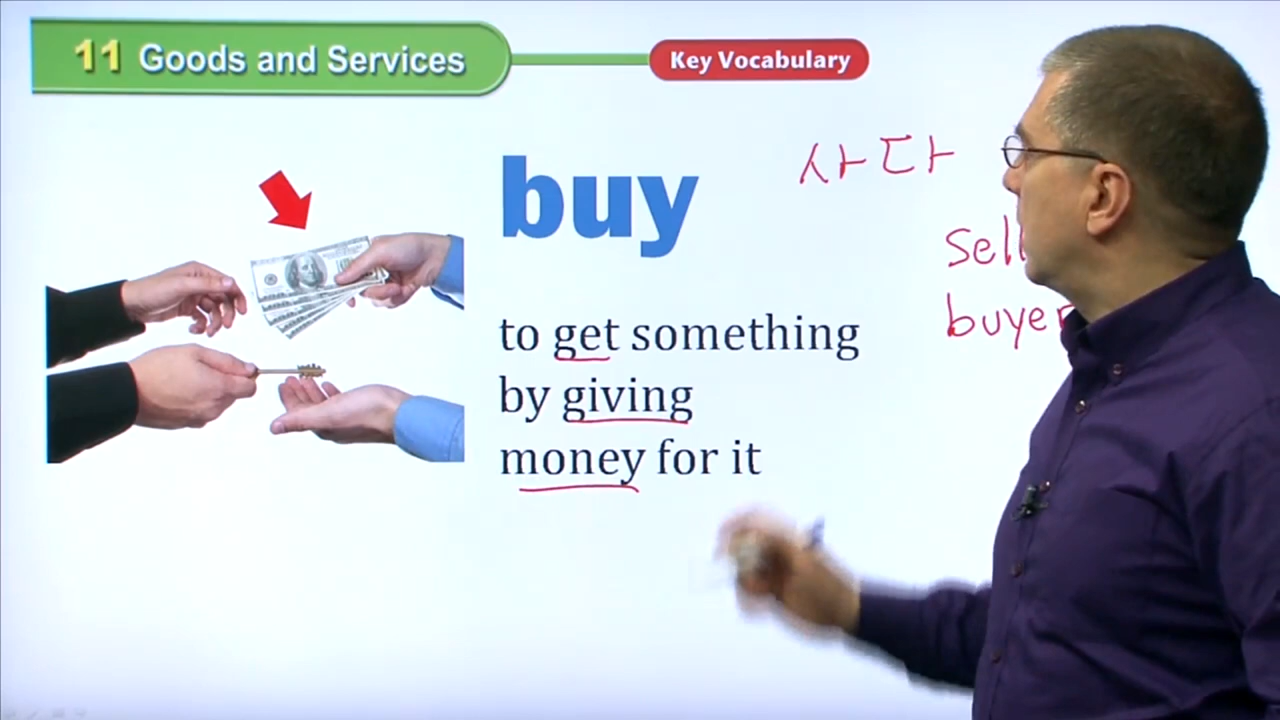 11 Goods and Services
Key Vocabulary
buy
사다
sell
buyer
to get something
by giving
money for it